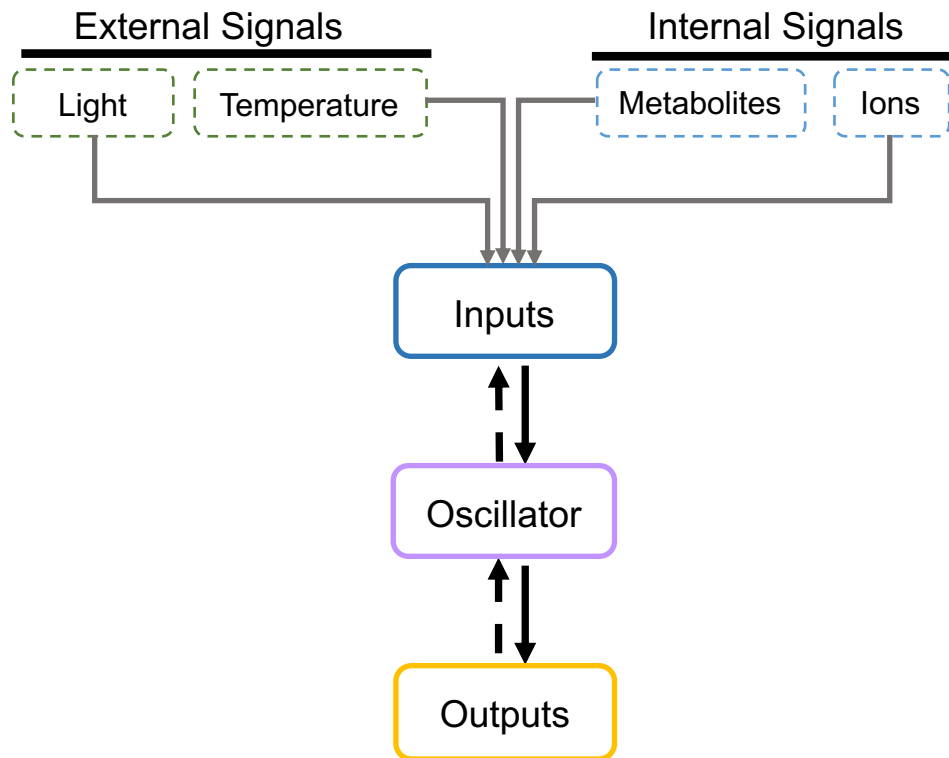 External Signals
Internal Signals
Light
Temperature
Metabolites
Ions
Inputs
Oscillator
Outputs